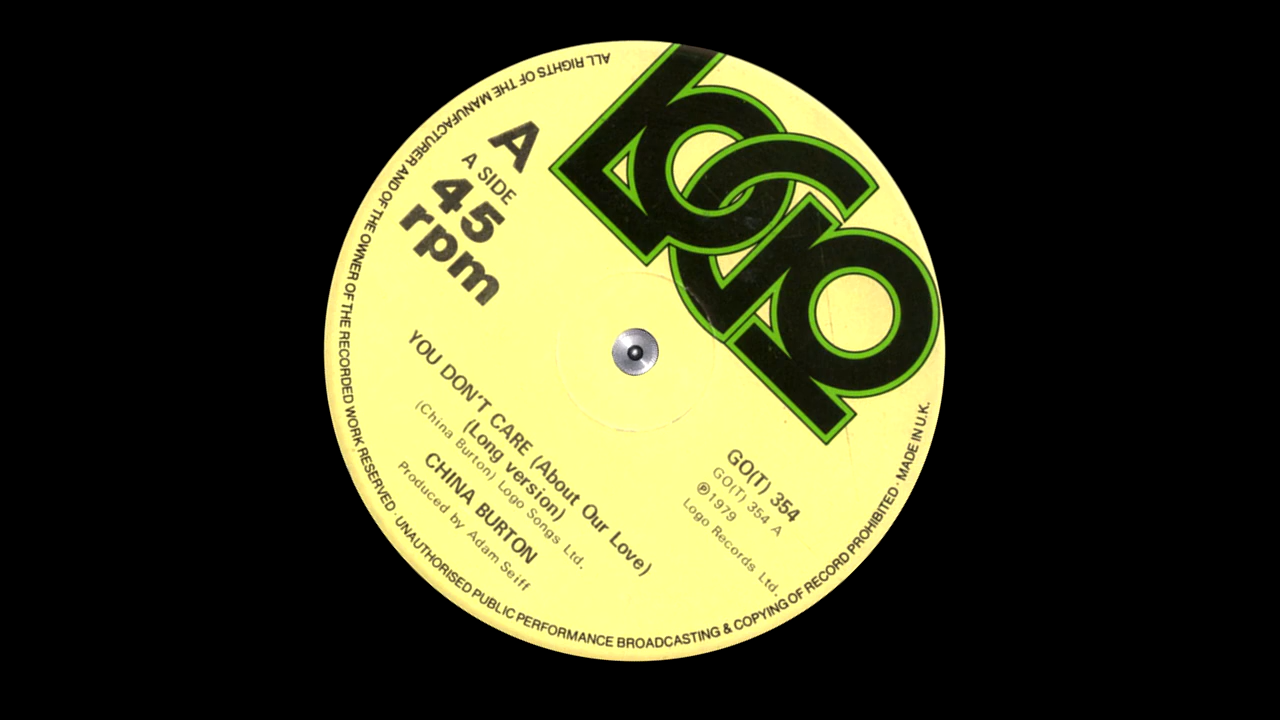 LOGO
A
A SIDE
45
rpm
YOU DON'T CARE (About Our Love)
(Long version)
(China Burton) Logo Songs Ltd.
CHINA BURTON
Produced by Adam Seiff
GO(T) 354
GO(T) 354 A
℗1979
Logo Records Ltd.
ALL RIGHTS OF THE MANUFACTURER AND OF THE OWNER OF THE RECORDED WORK RESERVED · UNAUTHORISED PUBLIC PERFORMANCE BROADCASTING & COPYING OF RECORD PROHIBITED · MADE IN U.K.